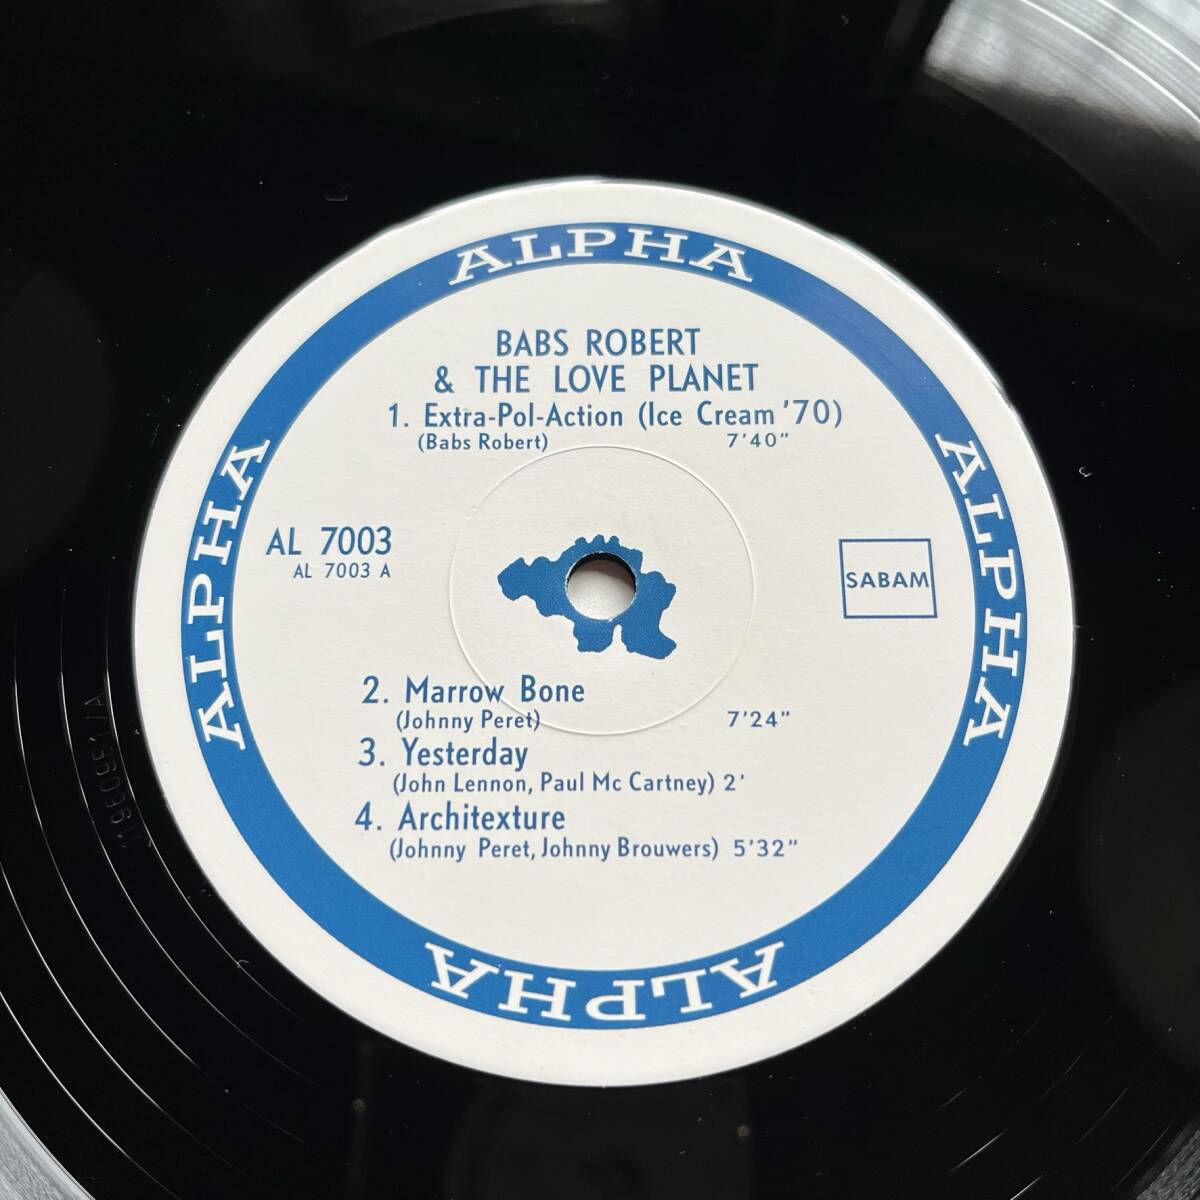 ALPHA
BABS ROBERT
& THE LOVE PLANET
1. Extra-Pol-Action (Ice Cream '70)
(Babs Robert) 7'40"
ALPHA
ALPHA
AL 7003
AL 7003 A
SABAM
2. Marrow Bone
(Johnny Peret) 7'24"
3. Yesterday
(John Lennon, Paul Mc Cartney) 2'
4. Architexture
(Johnny Peret, Johnny Brouwers) 5'32"
ALPHA